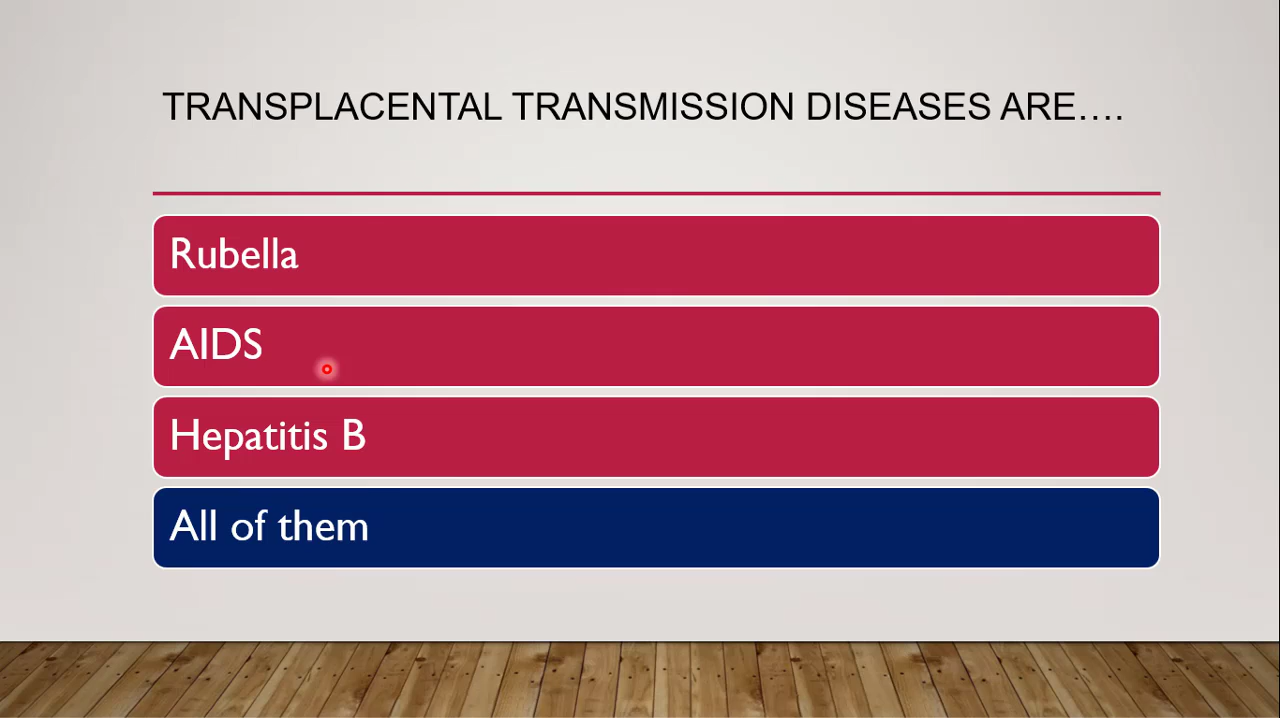 TRANSPLACENTAL TRANSMISSION DISEASES ARE….
Rubella
AIDS
Hepatitis B
All of them